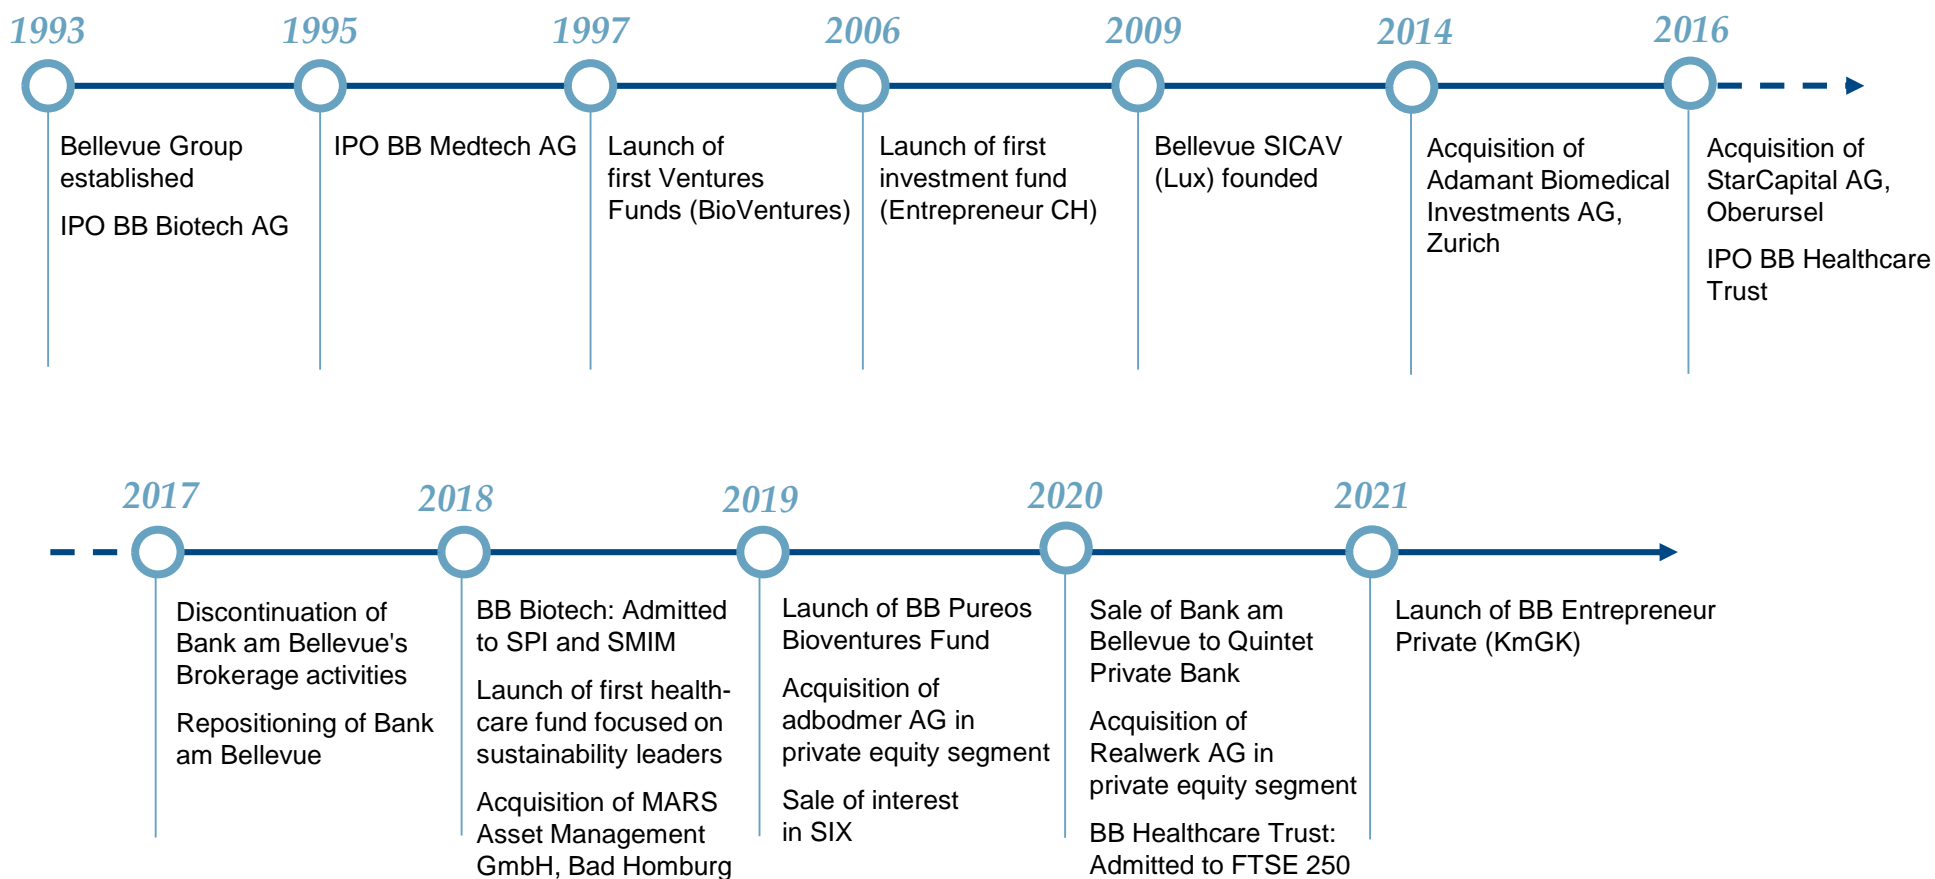 1993
Bellevue Group
established
IPO BB Biotech AG
1995
IPO BB Medtech AG
1997
Launch of
first Ventures
Funds (BioVentures)
2006
Launch of first
investment fund
(Entrepreneur CH)
2009
Bellevue SICAV
(Lux) founded
2014
Acquisition of
Adamant Biomedical
Investments AG,
Zurich
2016
Acquisition of
StarCapital AG,
Oberursel
IPO BB Healthcare
Trust
2017
Discontinuation of
Bank am Bellevue's
Brokerage activities
Repositioning of Bank
am Bellevue
2018
BB Biotech: Admitted
to SPI and SMIM
Launch of first health-
care fund focused on
sustainability leaders
Acquisition of MARS
Asset Management
GmbH, Bad Homburg
2019
Launch of BB Pureos
Bioventures Fund
Acquisition of
adbodmer AG in
private equity segment
Sale of interest
in SIX
2020
Sale of Bank am
Bellevue to Quintet
Private Bank
Acquisition of
Realwerk AG in
private equity segment
BB Healthcare Trust:
Admitted to FTSE 250
2021
Launch of BB Entrepreneur
Private (KmGK)